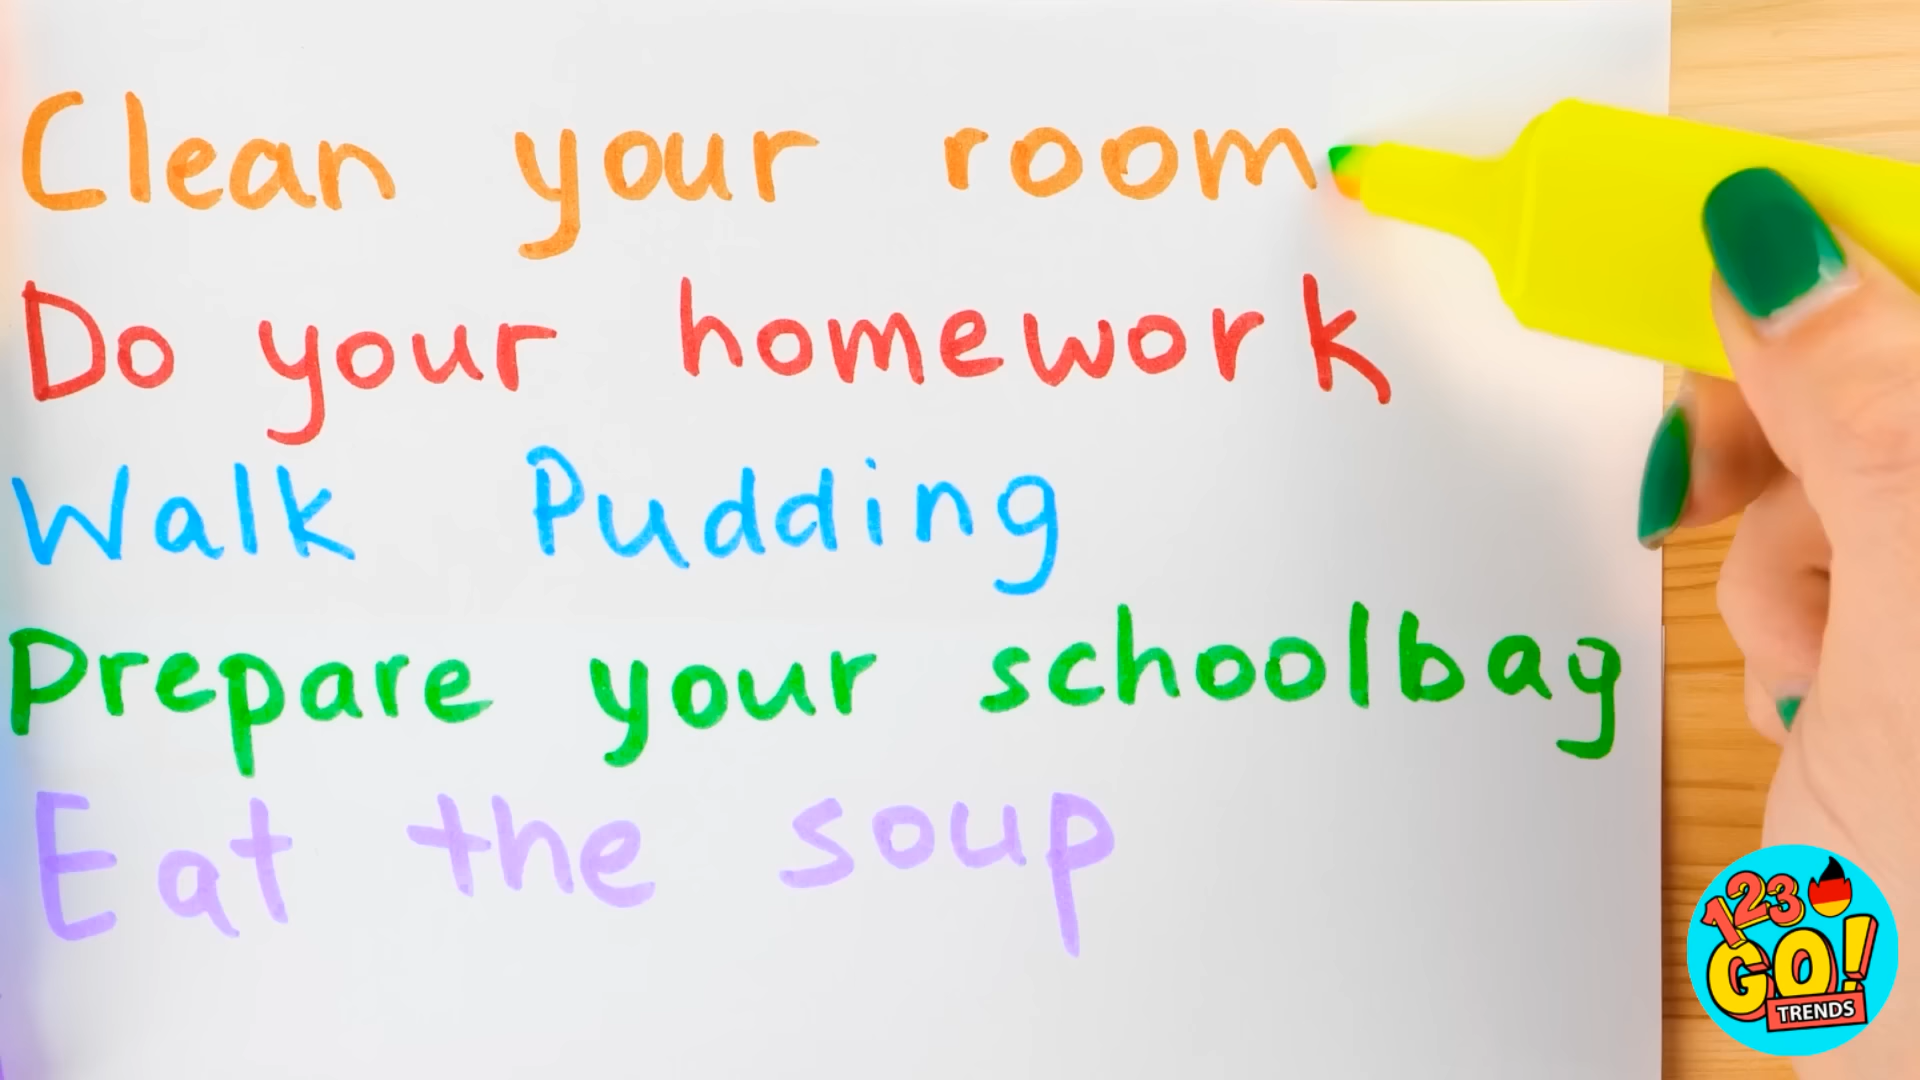 Clean your room
Do your homework
Walk Pudding
Prepare your schoolbag
Eat the soup
123
GO!
TRENDS